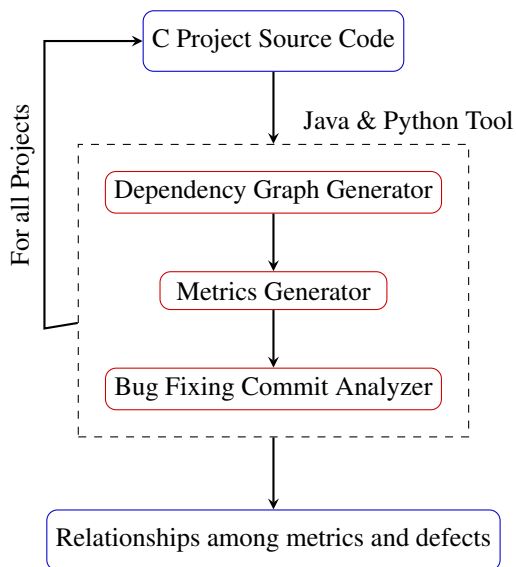 C Project Source Code
Java & Python Tool
For all Projects
Dependency Graph Generator
Metrics Generator
Bug Fixing Commit Analyzer
Relationships among metrics and defects